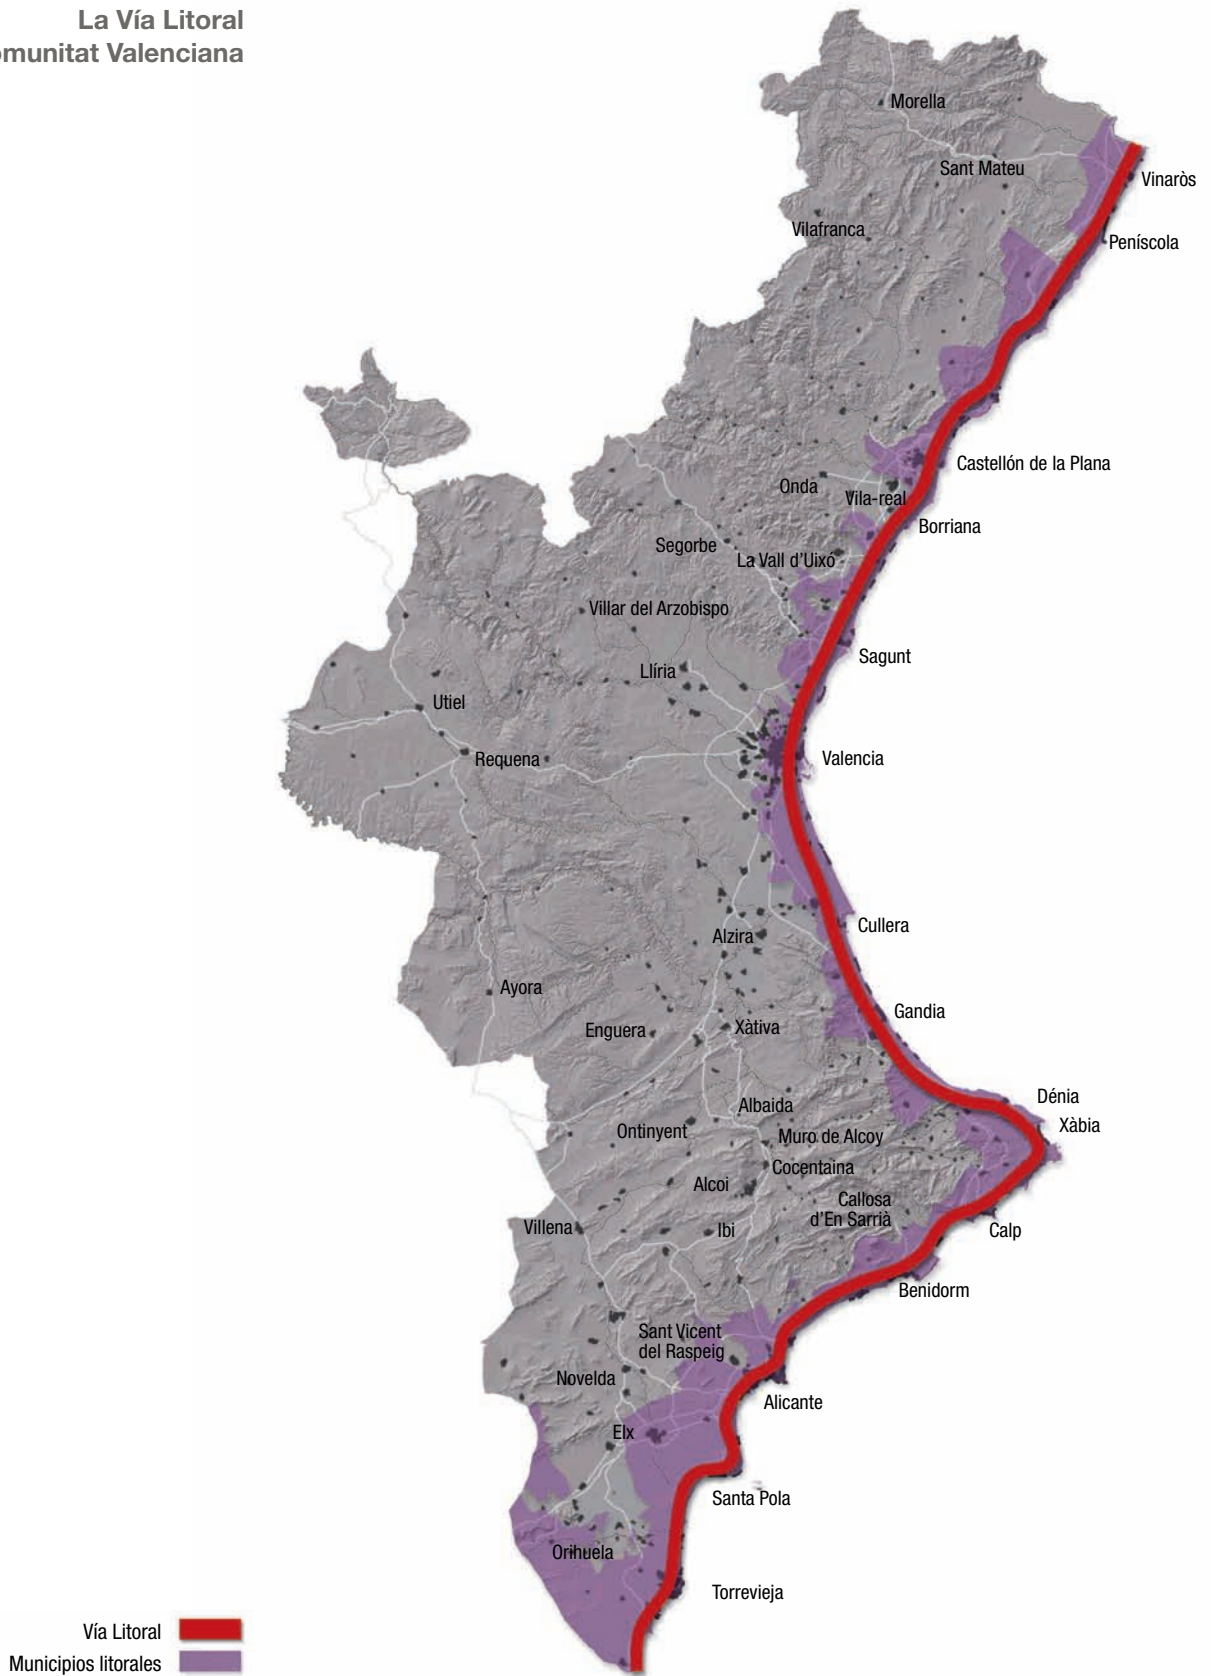 La Vía Litoral
omunitat Valenciana
Morella
Sant Mateu
Vinaròs
Vilafranca
Peníscola
Castellón de la Plana
Onda
Vila-real
Borriana
Segorbe
La Vall d'Uixó
Villar del Arzobispo
Sagunt
Llíria
Utiel
Requena
Valencia
Cullera
Alzira
Ayora
Gandia
Enguera
Xàtiva
Dénia
Albaida
Xàbia
Ontinyent
Muro de Alcoy
Cocentaina
Alcoi
Callosa
d'En Sarrià
Villena
Ibi
Calp
Benidorm
Sant Vicent
del Raspeig
Novelda
Alicante
Elx
Santa Pola
Orihuela
Torrevieja
Vía Litoral
Municipios litorales